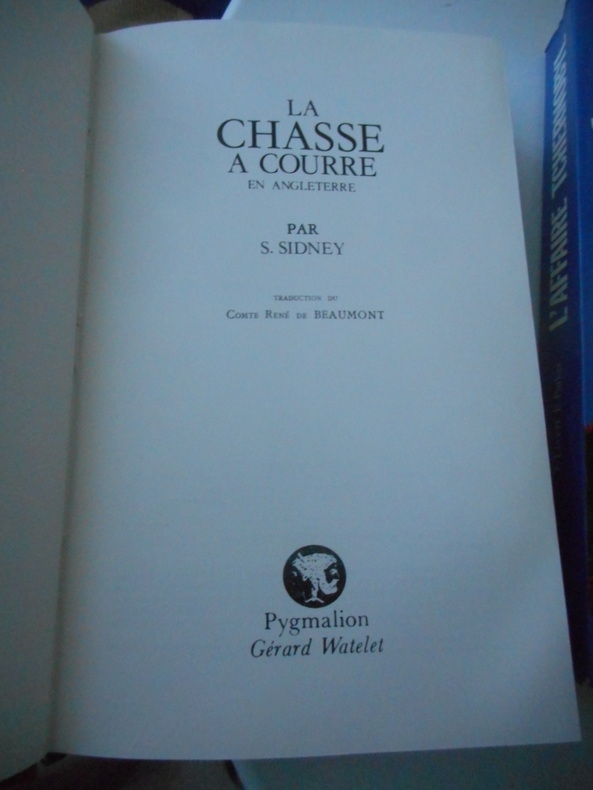 LA
CHASSE
A COURRE
EN ANGLETERRE
PAR
S. SIDNEY
TRADUCTION DU
COMTE RENÉ DE BEAUMONT
Pygmalion
Gérard Watelet
L'AFFAIRE